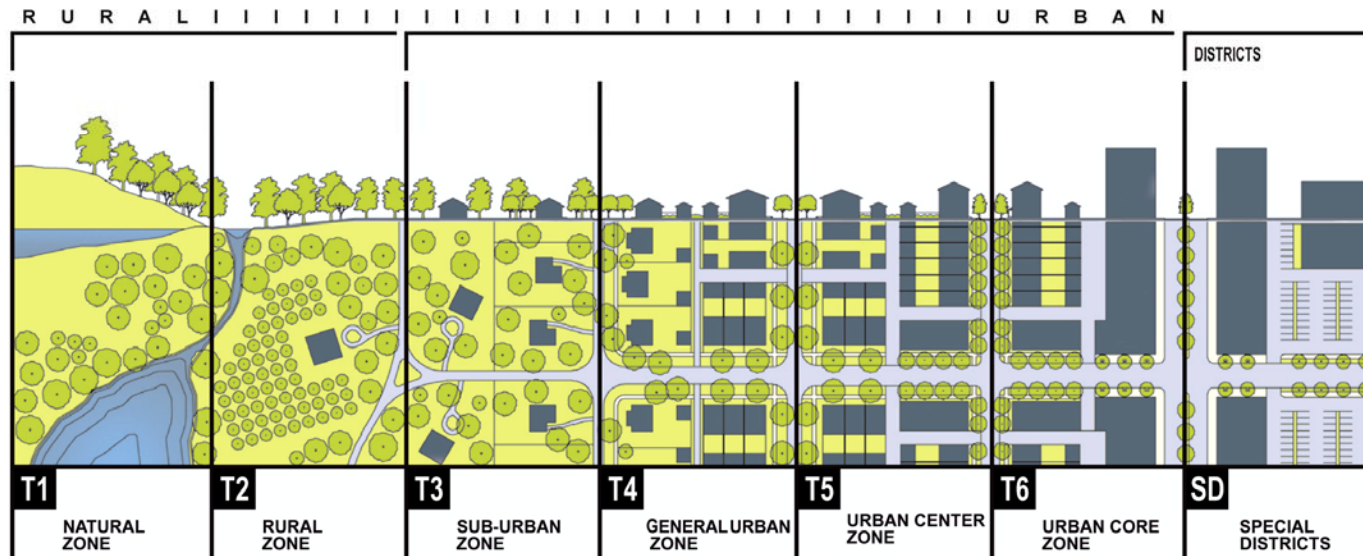 R U R A L I I I I I I I I I I I I I I I I I I I I I I I I I I I I I I U R B A N
DISTRICTS
T1
NATURAL
ZONE
T2
RURAL
ZONE
T3
SUB-URBAN
ZONE
T4
GENERAL URBAN
ZONE
T5
URBAN CENTER
ZONE
T6
URBAN CORE
ZONE
SD
SPECIAL
DISTRICTS